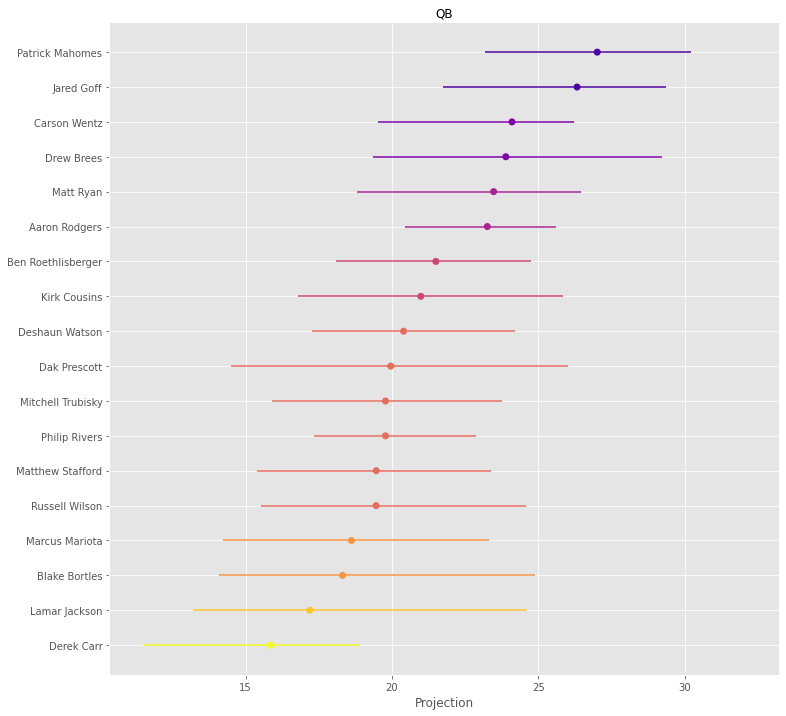 QB
Patrick Mahomes
Jared Goff
Carson Wentz
Drew Brees
Matt Ryan
Aaron Rodgers
Ben Roethlisberger
Kirk Cousins
Deshaun Watson
Dak Prescott
Mitchell Trubisky
Philip Rivers
Matthew Stafford
Russell Wilson
Marcus Mariota
Blake Bortles
Lamar Jackson
Derek Carr
15 20 25 30
Projection